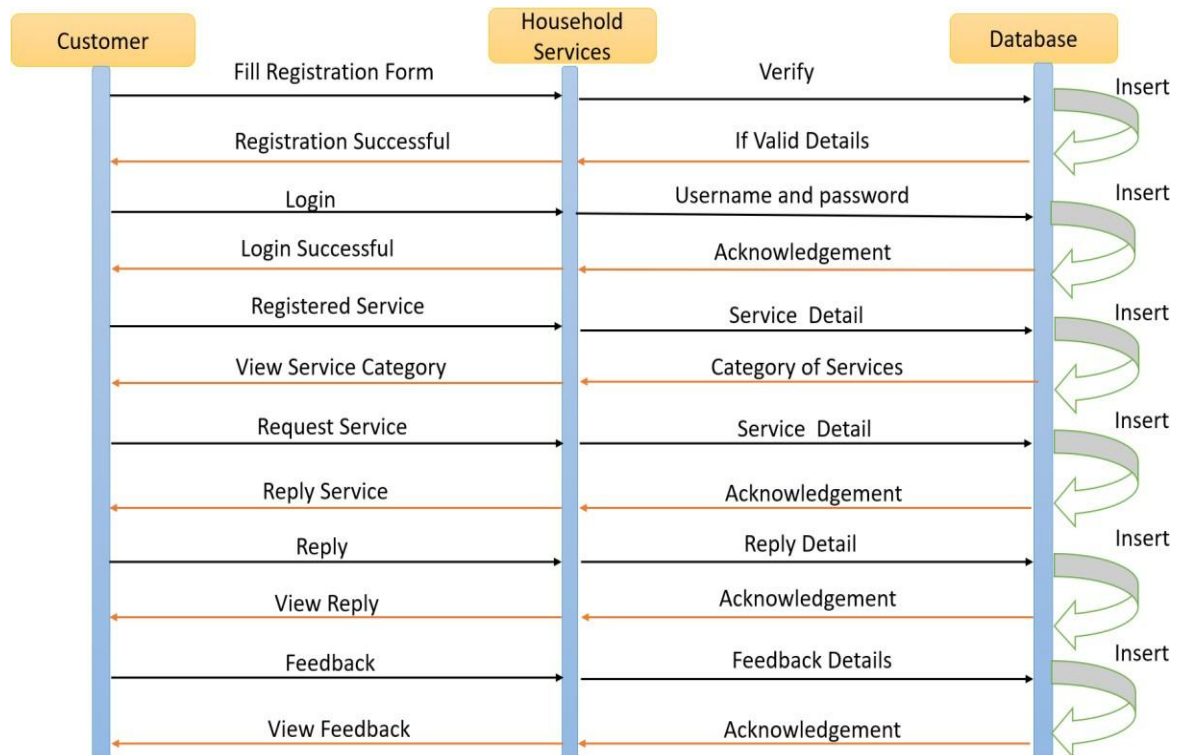 Customer
Household
Services
Database
Fill Registration Form
Verify
Insert
Registration Successful
If Valid Details
Login
Username and password
Insert
Login Successful
Acknowledgement
Registered Service
Service Detail
Insert
View Service Category
Category of Services
Request Service
Service Detail
Insert
Reply Service
Acknowledgement
Reply
Reply Detail
Insert
View Reply
Acknowledgement
Feedback
Feedback Details
Insert
View Feedback
Acknowledgement